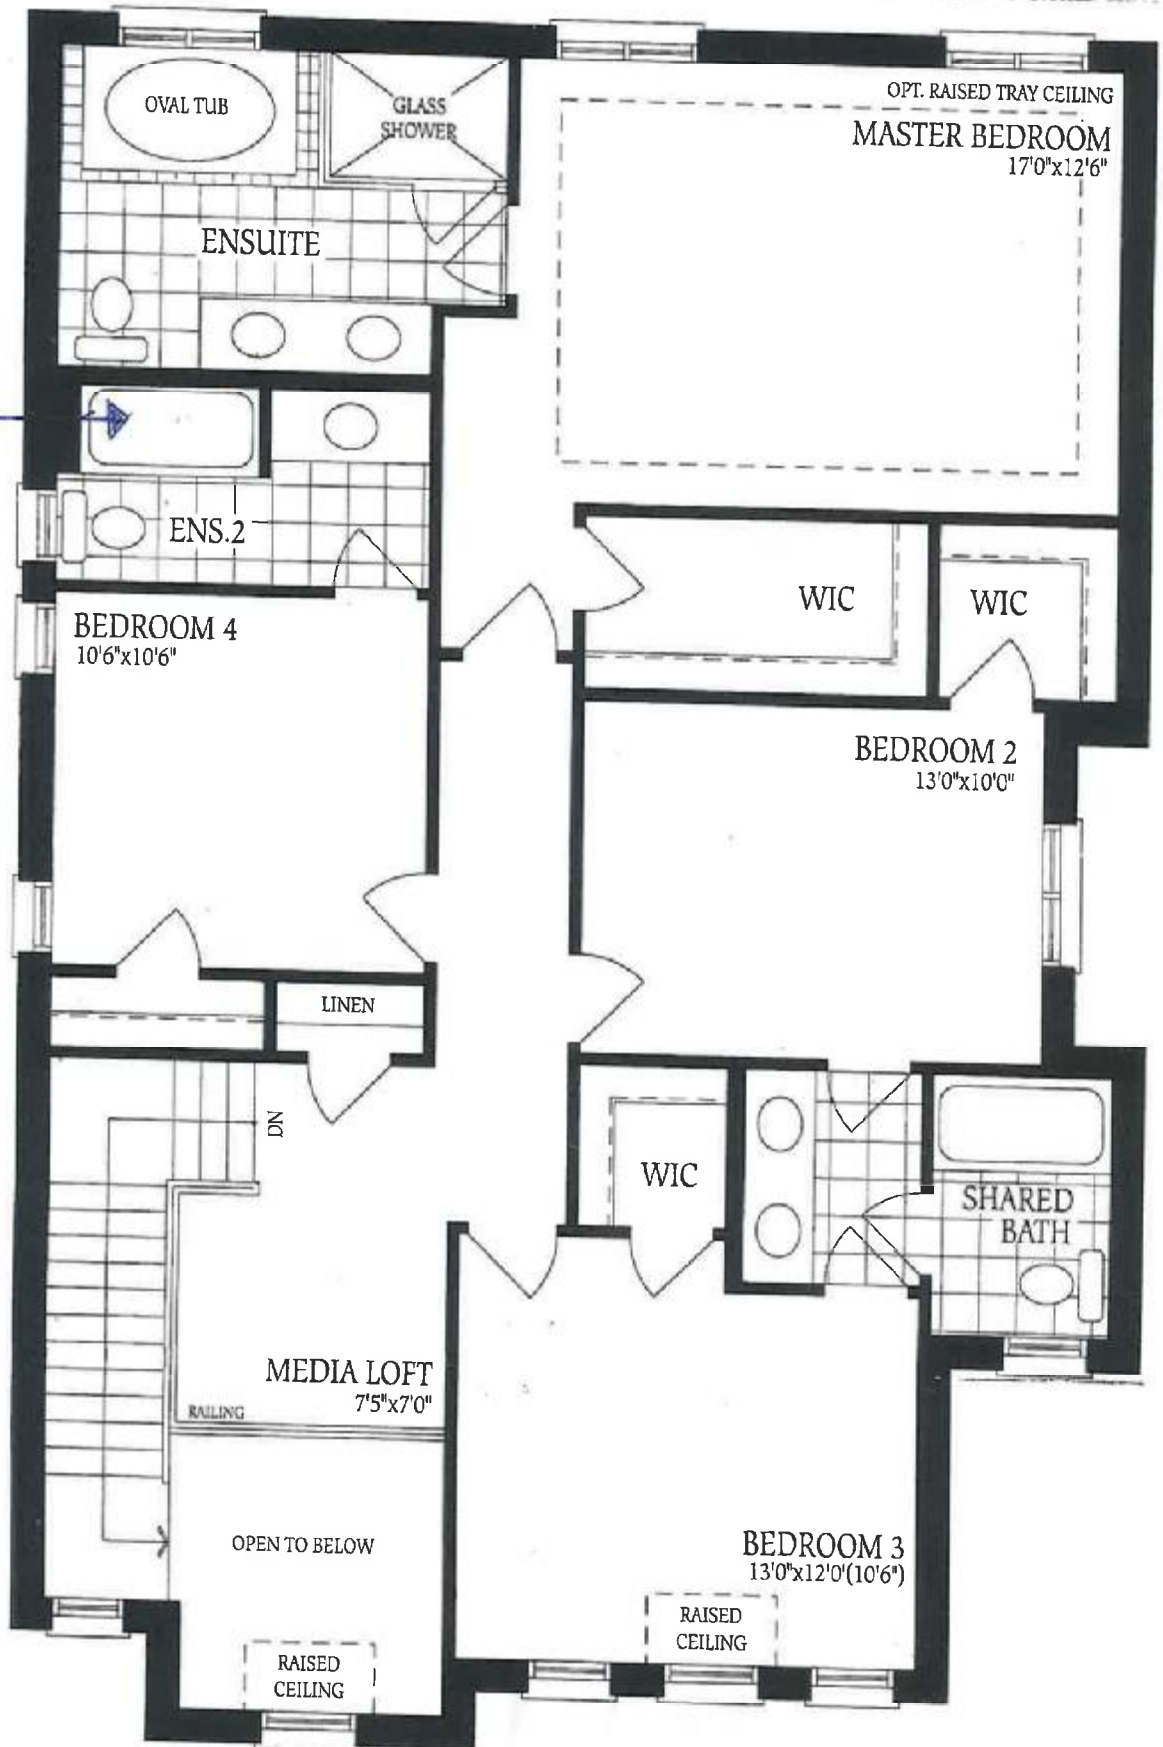 OVAL TUB
GLASS
SHOWER
OPT. RAISED TRAY CEILING
MASTER BEDROOM
17'0"x12'6"
ENSUITE
ENS.2
WIC
WIC
BEDROOM 4
10'6"x10'6"
BEDROOM 2
13'0"x10'0"
LINEN
DN
WIC
SHARED
BATH
MEDIA LOFT
7'5"x7'0"
RAILING
OPEN TO BELOW
BEDROOM 3
13'0"x12'0'(10'6")
RAISED
CEILING
RAISED
CEILING